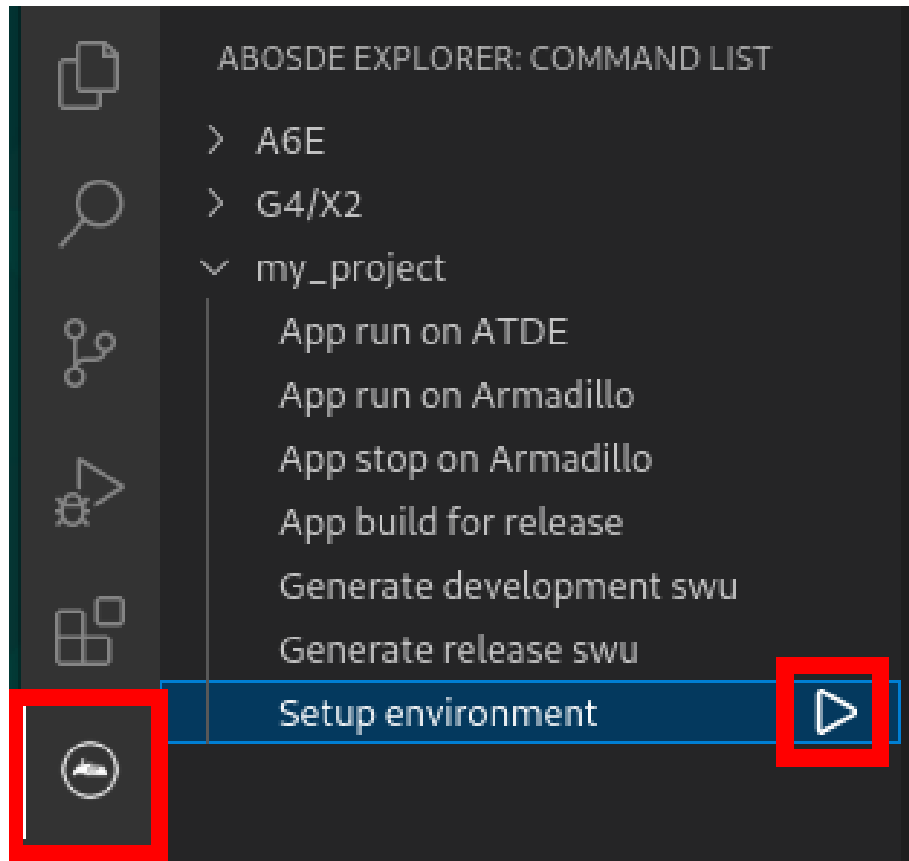 ABOSDE EXPLORER: COMMAND LIST
A6E
G4/X2
my_project
App run on ATDE
App run on Armadillo
App stop on Armadillo
App build for release
Generate development swu
Generate release swu
Setup environment